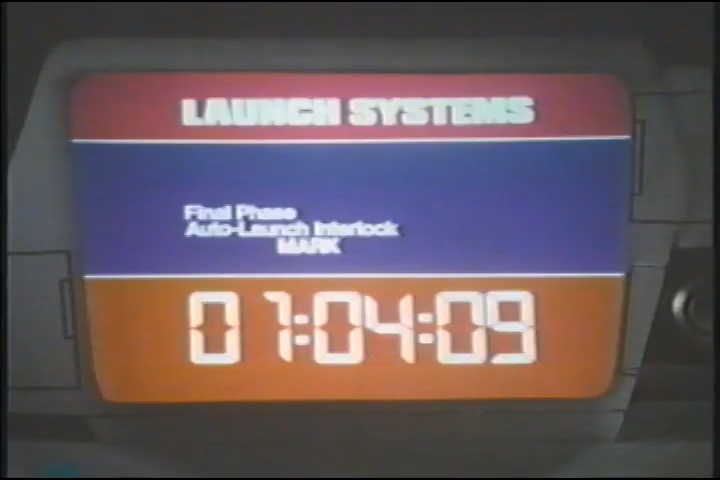 LAUNCH SYSTEMS
Final Phase
Auto-Launch Interlock
MARK
01:04:09